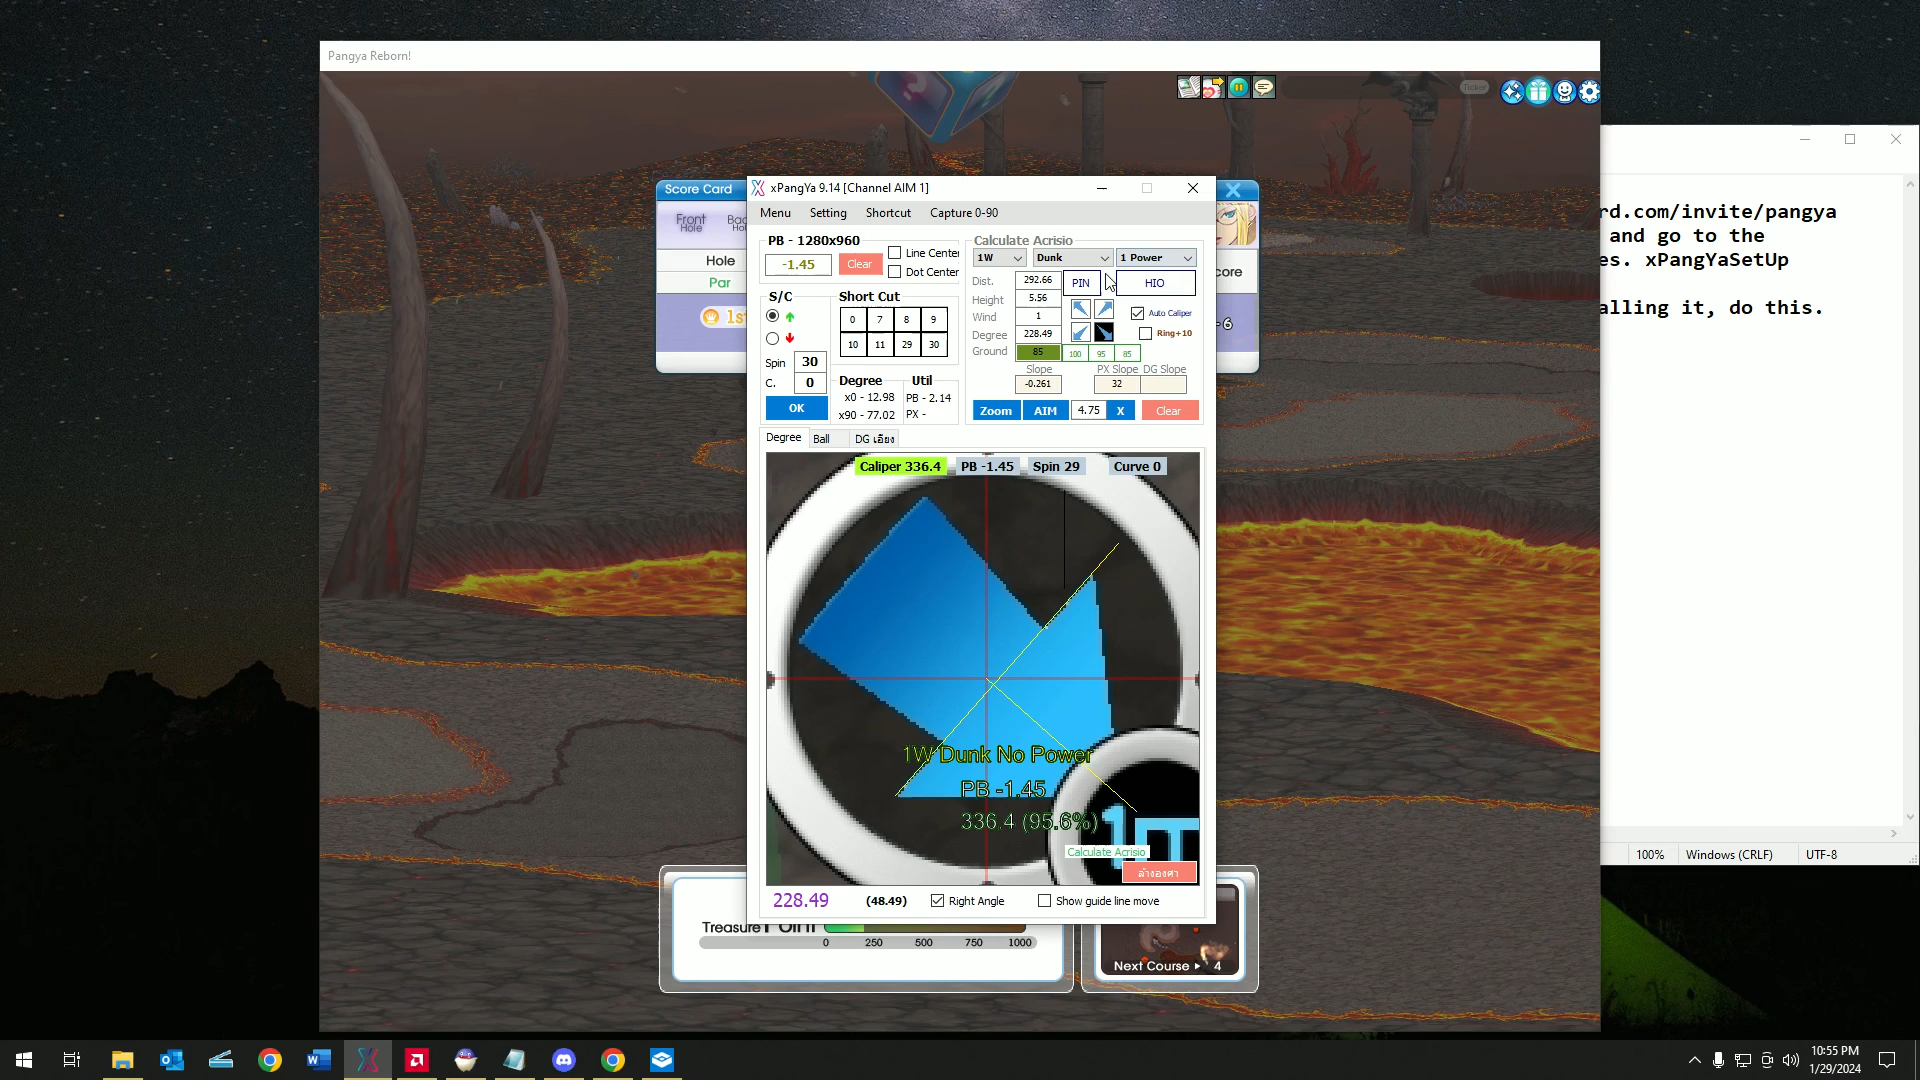 Pangya Reborn!
Ticker
rd.com/invite/pangya
and go to the
es. xPangYaSetUp
alling it, do this.
100%
Windows (CRLF)
UTF-8
Score Card
Front
Hole
Hole
Par
1st
core
-6
xPangYa 9.14 [Channel AIM 1]
Menu Setting Shortcut Capture 0-90
PB - 1280x960
-1.45 Clear
Line Center
Dot Center
S/C
Short Cut
0 7 8 9
10 11 29 30
Spin 30
C. 0
OK
Degree
x0 - 12.98
x90 - 77.02
Util
PB - 2.14
PX -
Calculate Acrisio
1W Dunk 1 Power
Dist. 292.66 PIN HIO
Height 5.56
Wind 1 Auto Caliper
Degree 228.49 Ring+10
Ground 85 100 95 85
Slope PX Slope DG Slope
-0.261 32
Zoom AIM 4.75 X Clear
Degree Ball DG เอียง
Caliper 336.4 PB -1.45 Spin 29 Curve 0
1W Dunk No Power
PB -1.45
336.4 (95.6%)
1m
Calculate Acrisio
ล้างองศา
228.49 (48.49) Right Angle Show guide line move
Treasure Point
0 250 500 750 1000
Next Course 4
10:55 PM
1/29/2024